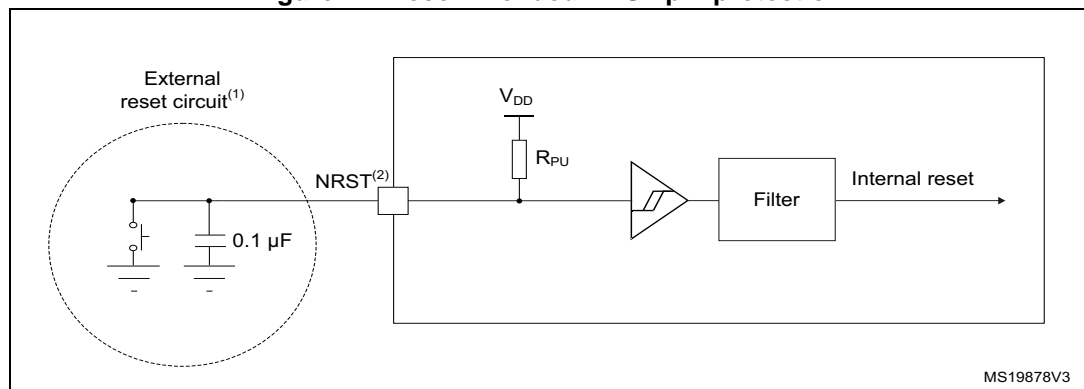 External
reset circuit(1)
VDD
RPU
NRST(2)
0.1 µF
Filter
Internal reset
MS19878V3